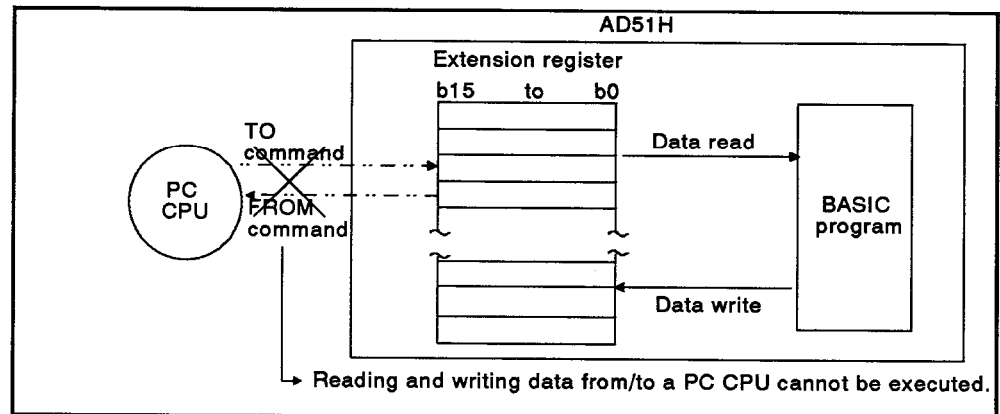 AD51H
Extension register
b15 to b0
TO
command
Data read
PC
CPU
FROM
command
BASIC
program
Data write
Reading and writing data from/to a PC CPU cannot be executed.